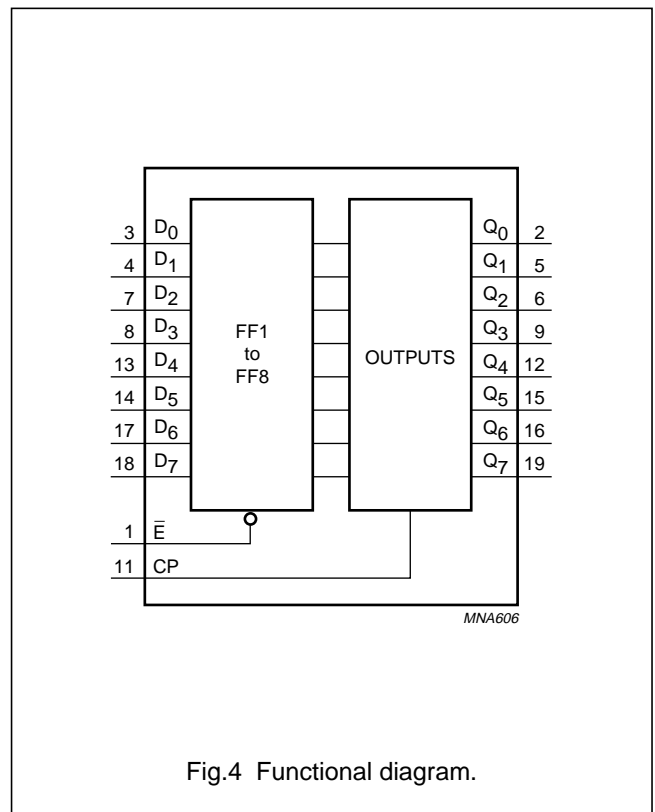 3 D0 Q0 2
4 D1 Q1 5
7 D2 Q2 6
8 D3 Q3 9
13 D4 Q4 12
14 D5 Q5 15
17 D6 Q6 16
18 D7 Q7 19
FF1
to
FF8
OUTPUTS
1 E̅
11 CP
MNA606
Fig.4 Functional diagram.